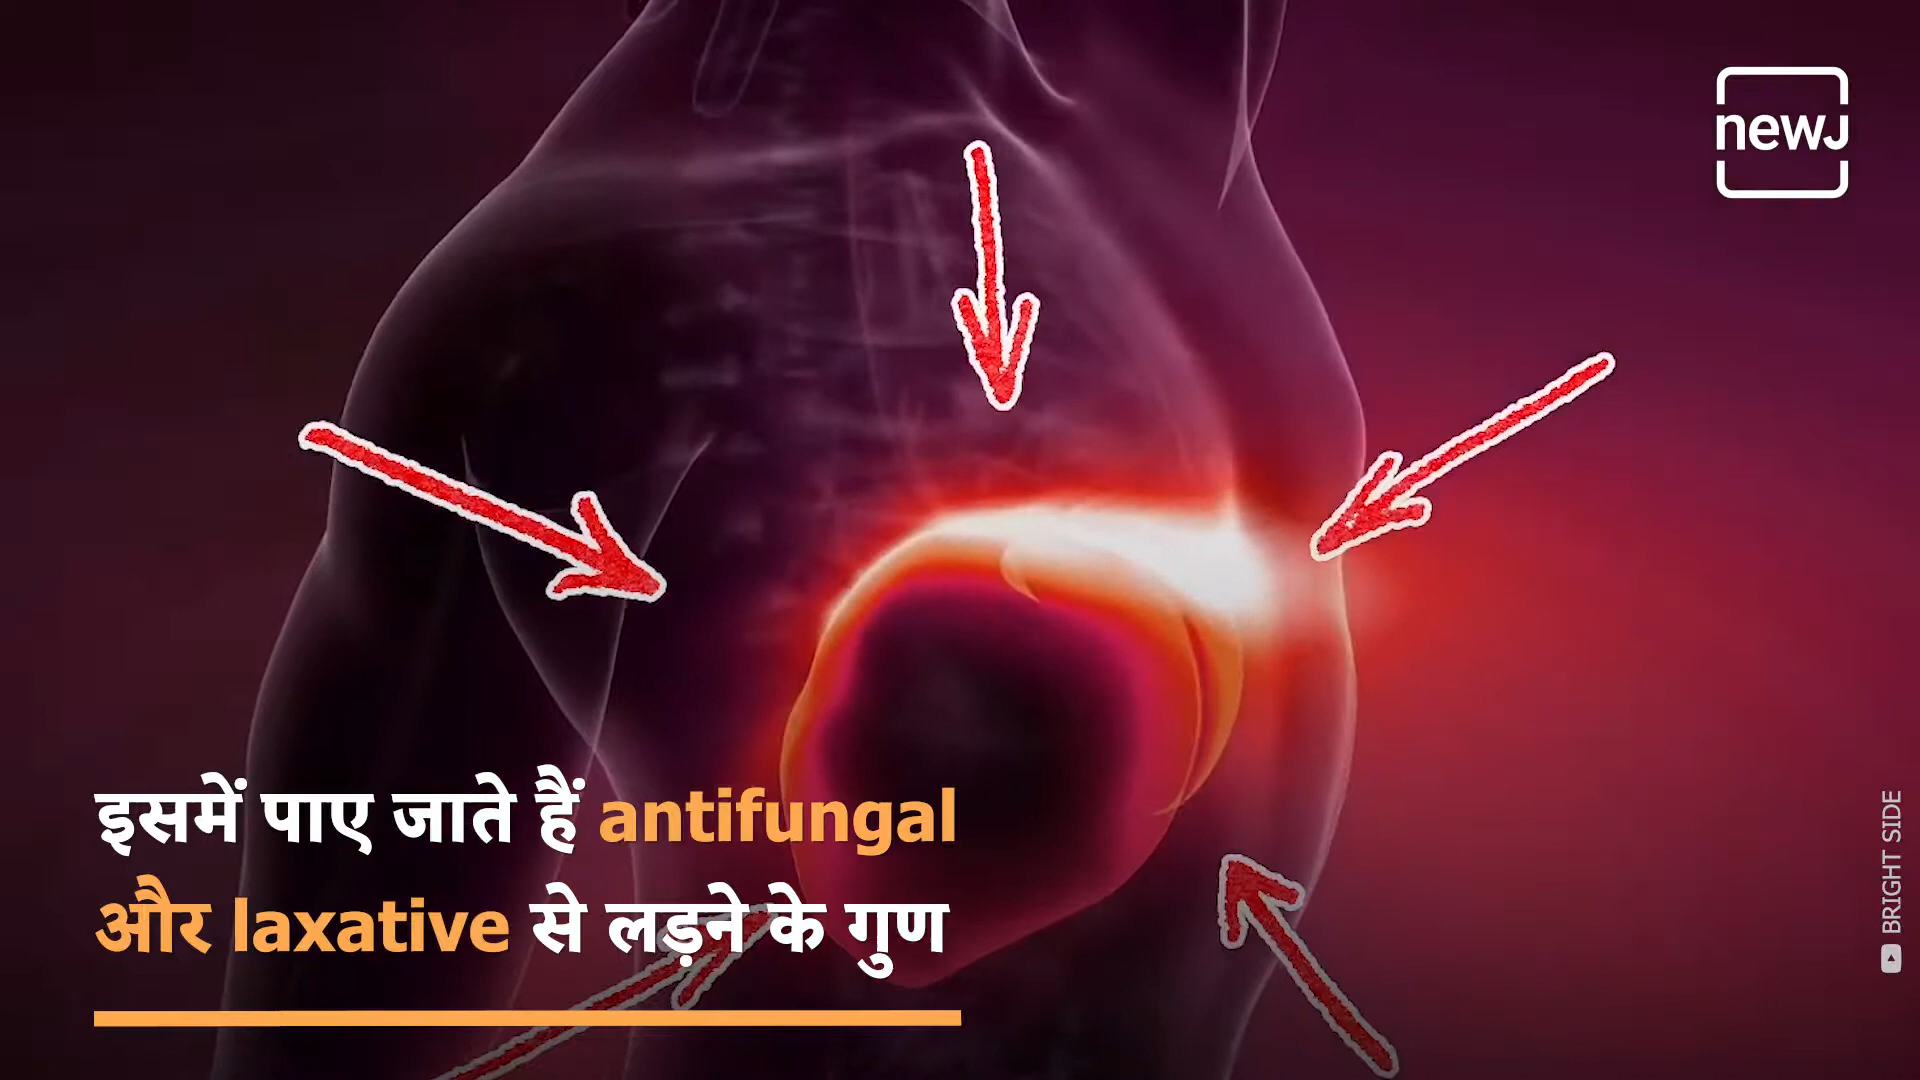 newJ
इसमें पाए जाते हैं antifungal
और laxative से लड़ने के गुण
BRIGHT SIDE